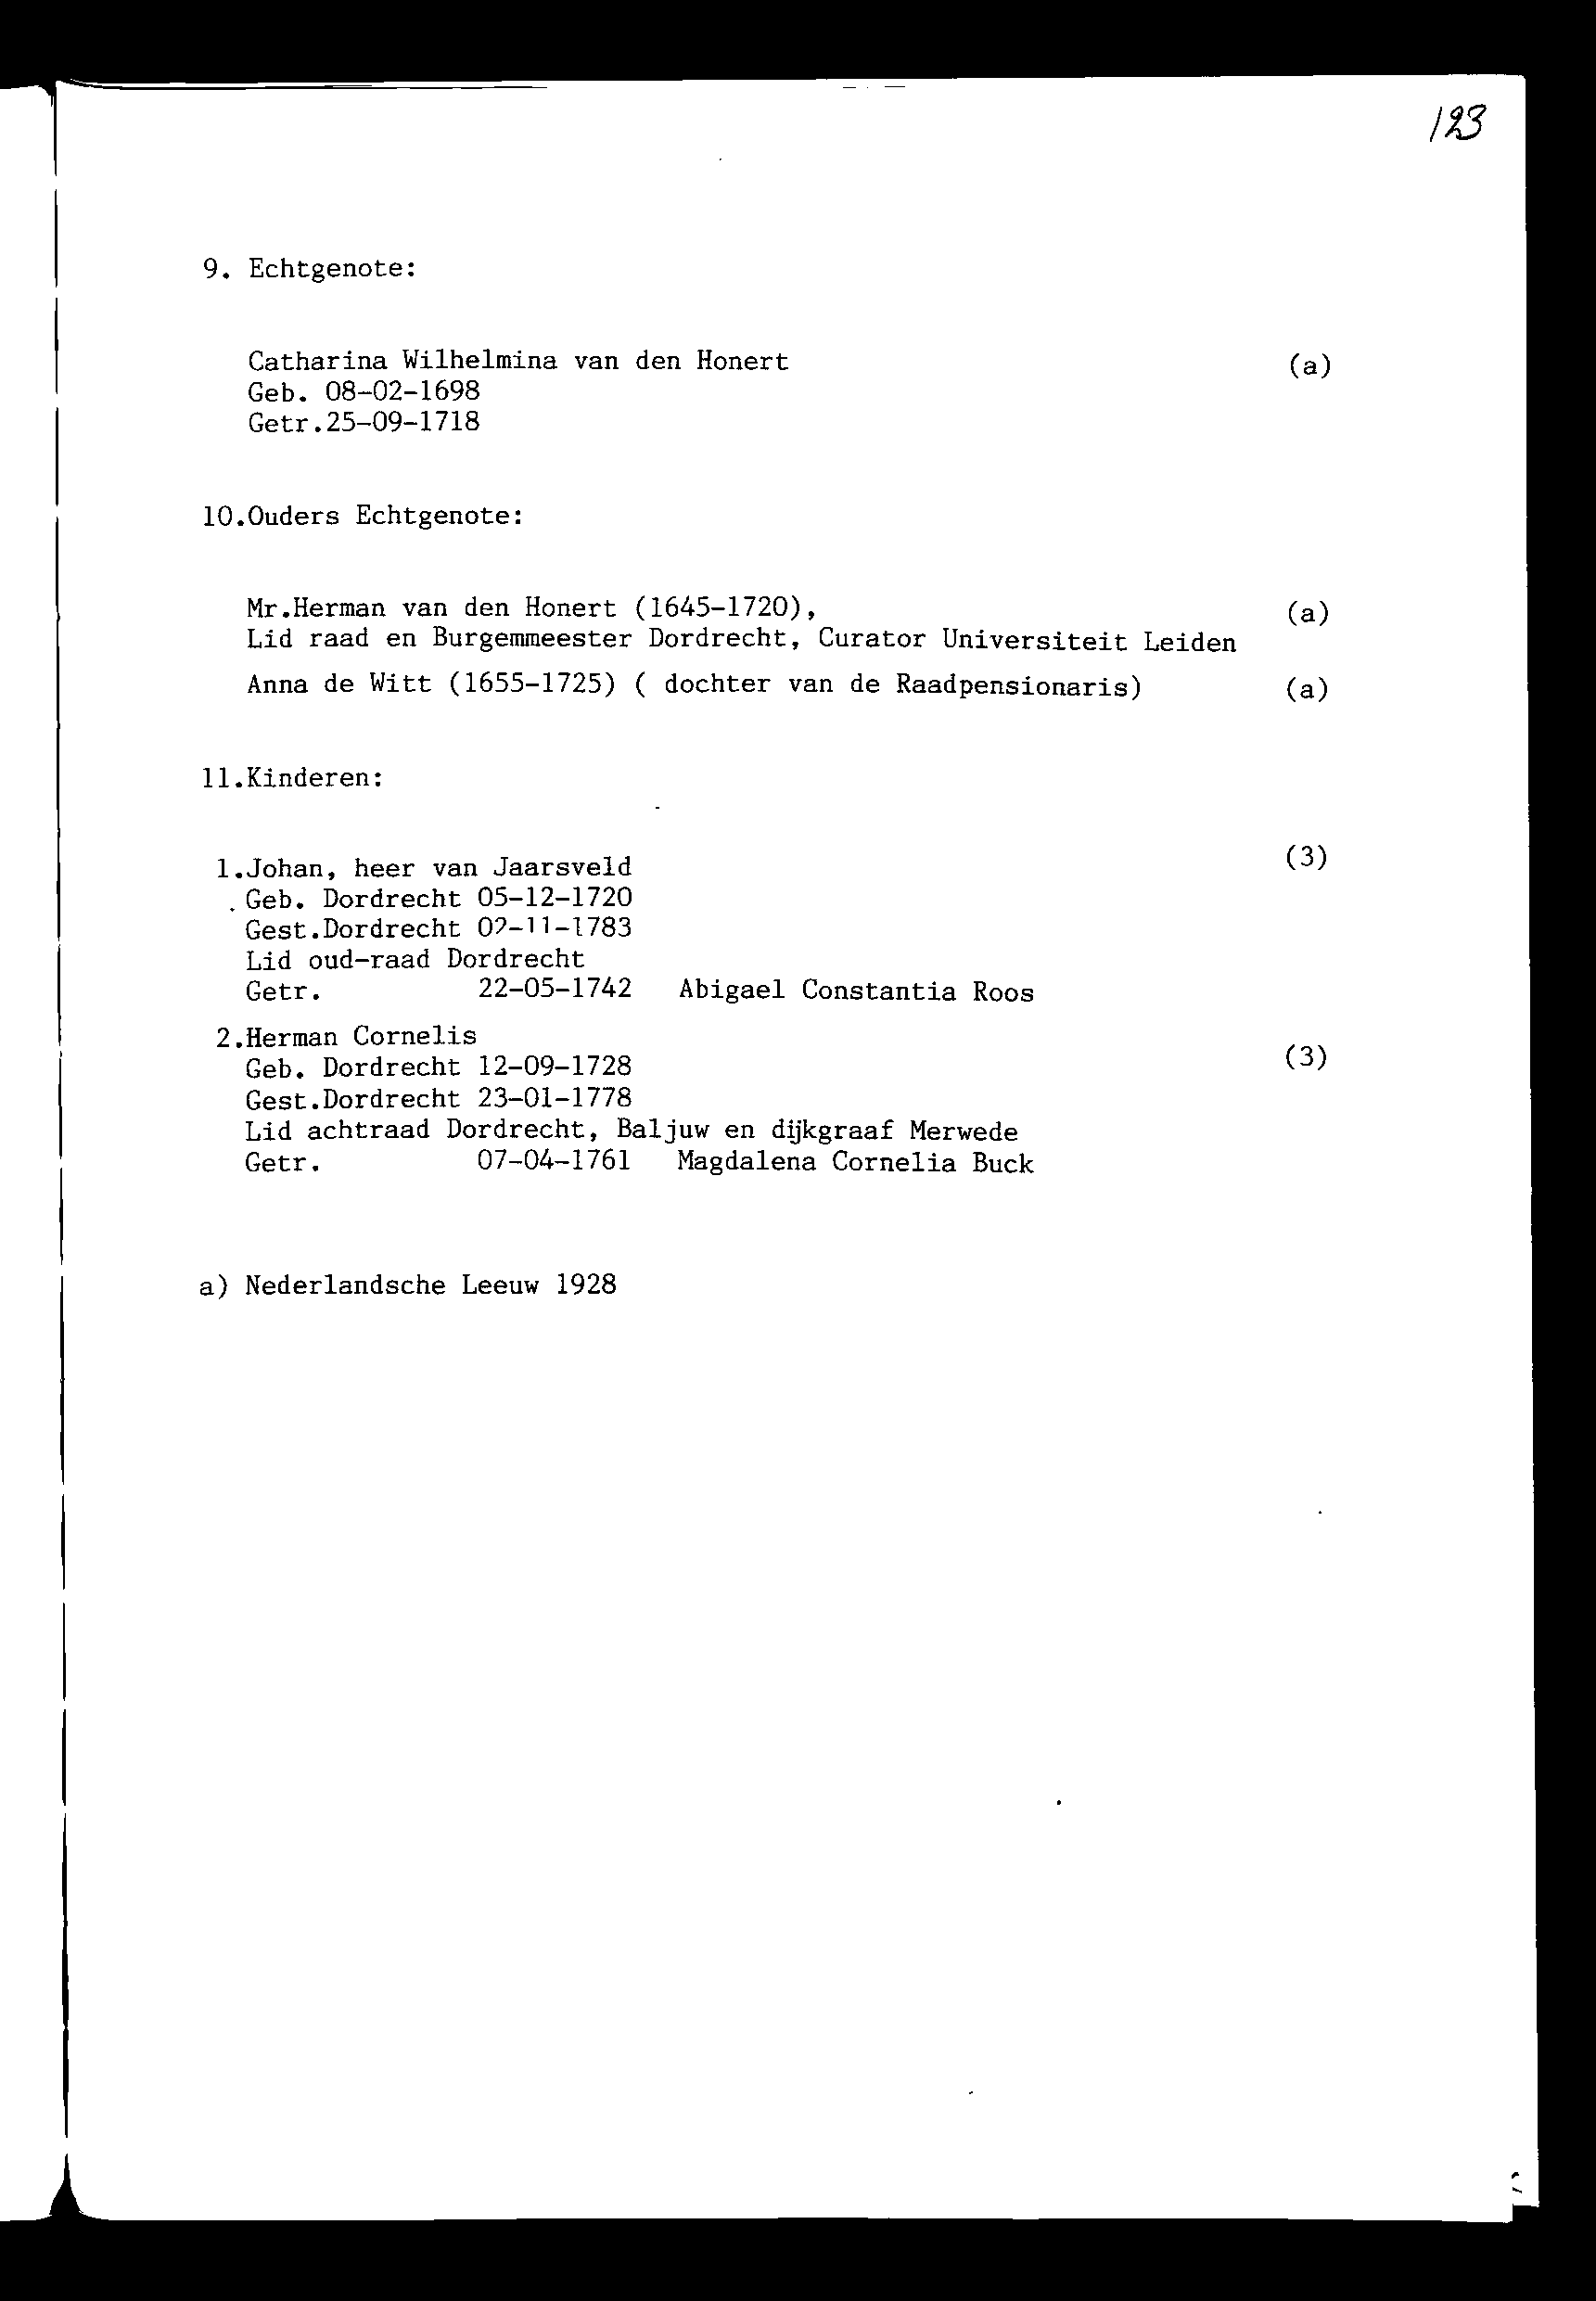 123
9. Echtgenote:
Catharina Wilhelmina van den Honert (a)
Geb. 08-02-1698
Getr.25-09-1718
10.Ouders Echtgenote:
Mr.Herman van den Honert (1645-1720), (a)
Lid raad en Burgemmeester Dordrecht, Curator Universiteit Leiden
Anna de Witt (1655-1725) ( dochter van de Raadpensionaris) (a)
11.Kinderen:
1.Johan, heer van Jaarsveld (3)
Geb. Dordrecht 05-12-1720
Gest.Dordrecht 02-11-1783
Lid oud-raad Dordrecht
Getr. 22-05-1742 Abigael Constantia Roos
2.Herman Cornelis
Geb. Dordrecht 12-09-1728 (3)
Gest.Dordrecht 23-01-1778
Lid achtraad Dordrecht, Baljuw en dijkgraaf Merwede
Getr. 07-04-1761 Magdalena Cornelia Buck
a) Nederlandsche Leeuw 1928